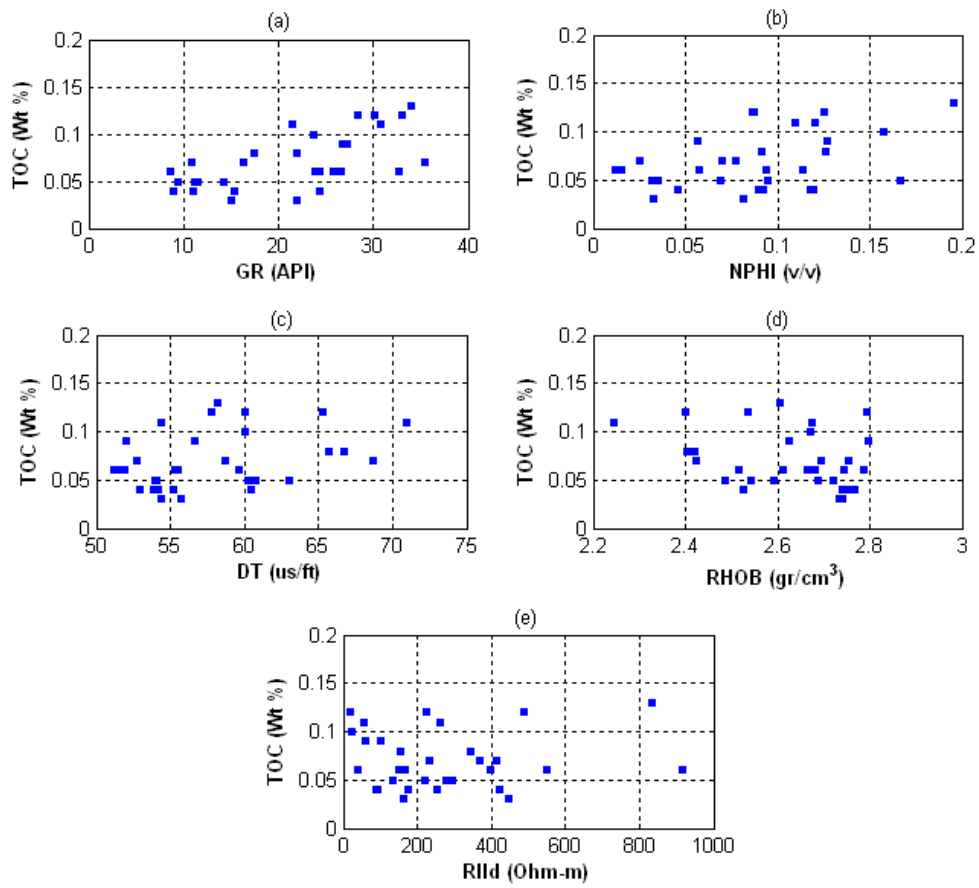 (a)
0.2
0.15
0.1
0.05
0
TOC (Wt %)
0 10 20 30 40
GR (API)
(b)
0.2
0.15
0.1
0.05
0
TOC (Wt %)
0 0.05 0.1 0.15 0.2
NPHI (v/v)
(c)
0.2
0.15
0.1
0.05
0
TOC (Wt %)
50 55 60 65 70 75
DT (us/ft)
(d)
0.2
0.15
0.1
0.05
0
TOC (Wt %)
2.2 2.4 2.6 2.8 3
RHOB (gr/cm³)
(e)
0.2
0.15
0.1
0.05
0
TOC (Wt %)
0 200 400 600 800 1000
RIId (Ohm-m)